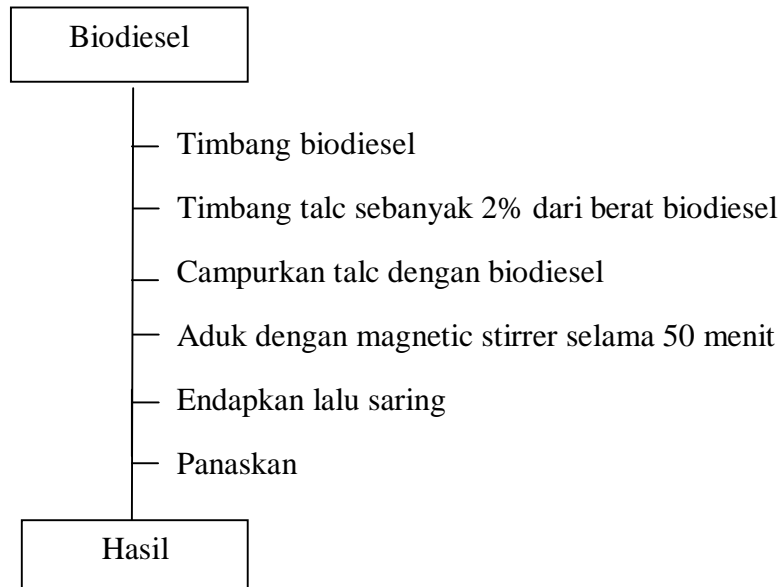 Biodiesel
Timbang biodiesel
Timbang talc sebanyak 2% dari berat biodiesel
Campurkan talc dengan biodiesel
Aduk dengan magnetic stirrer selama 50 menit
Endapkan lalu saring
Panaskan
Hasil